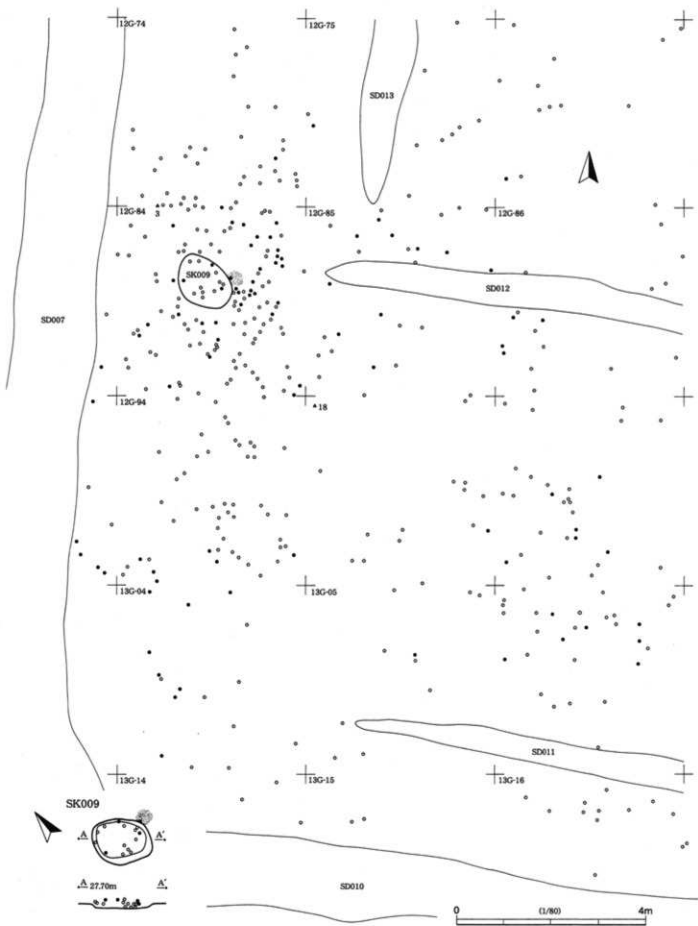 12G-74
12G-75
SD013
12G-84
3
12G-85
12G-86
SK009
SD012
SD007
12G-94
18
13G-04
13G-05
SD011
13G-14
13G-15
13G-16
SK009
A A'
A 27.70m A'
SD010
0 (1/80) 4m